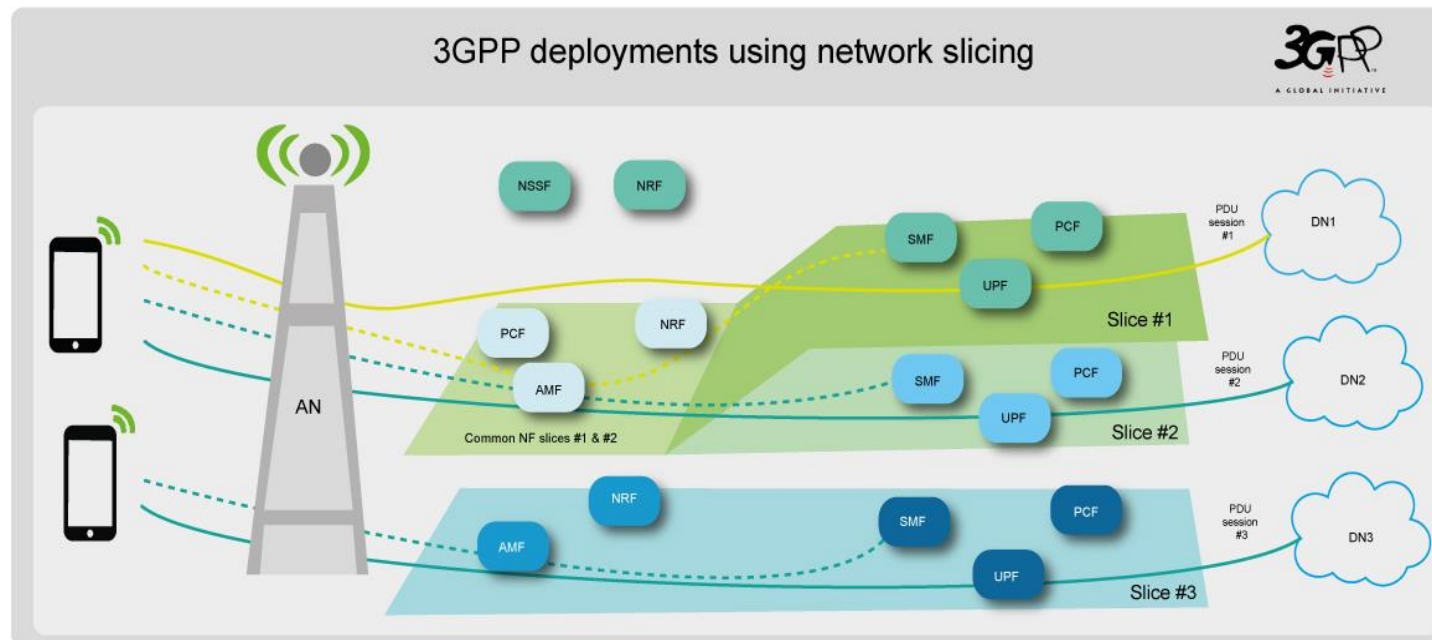 3GPP deployments using network slicing
3GPP
TM
A GLOBAL INITIATIVE
NSSF
NRF
SMF
PCF
PDU
session
#1
DN1
UPF
Slice #1
PCF
NRF
AMF
Common NF slices #1 & #2
SMF
PCF
PDU
session
#2
DN2
UPF
Slice #2
AN
NRF
AMF
SMF
PCF
PDU
session
#3
DN3
UPF
Slice #3